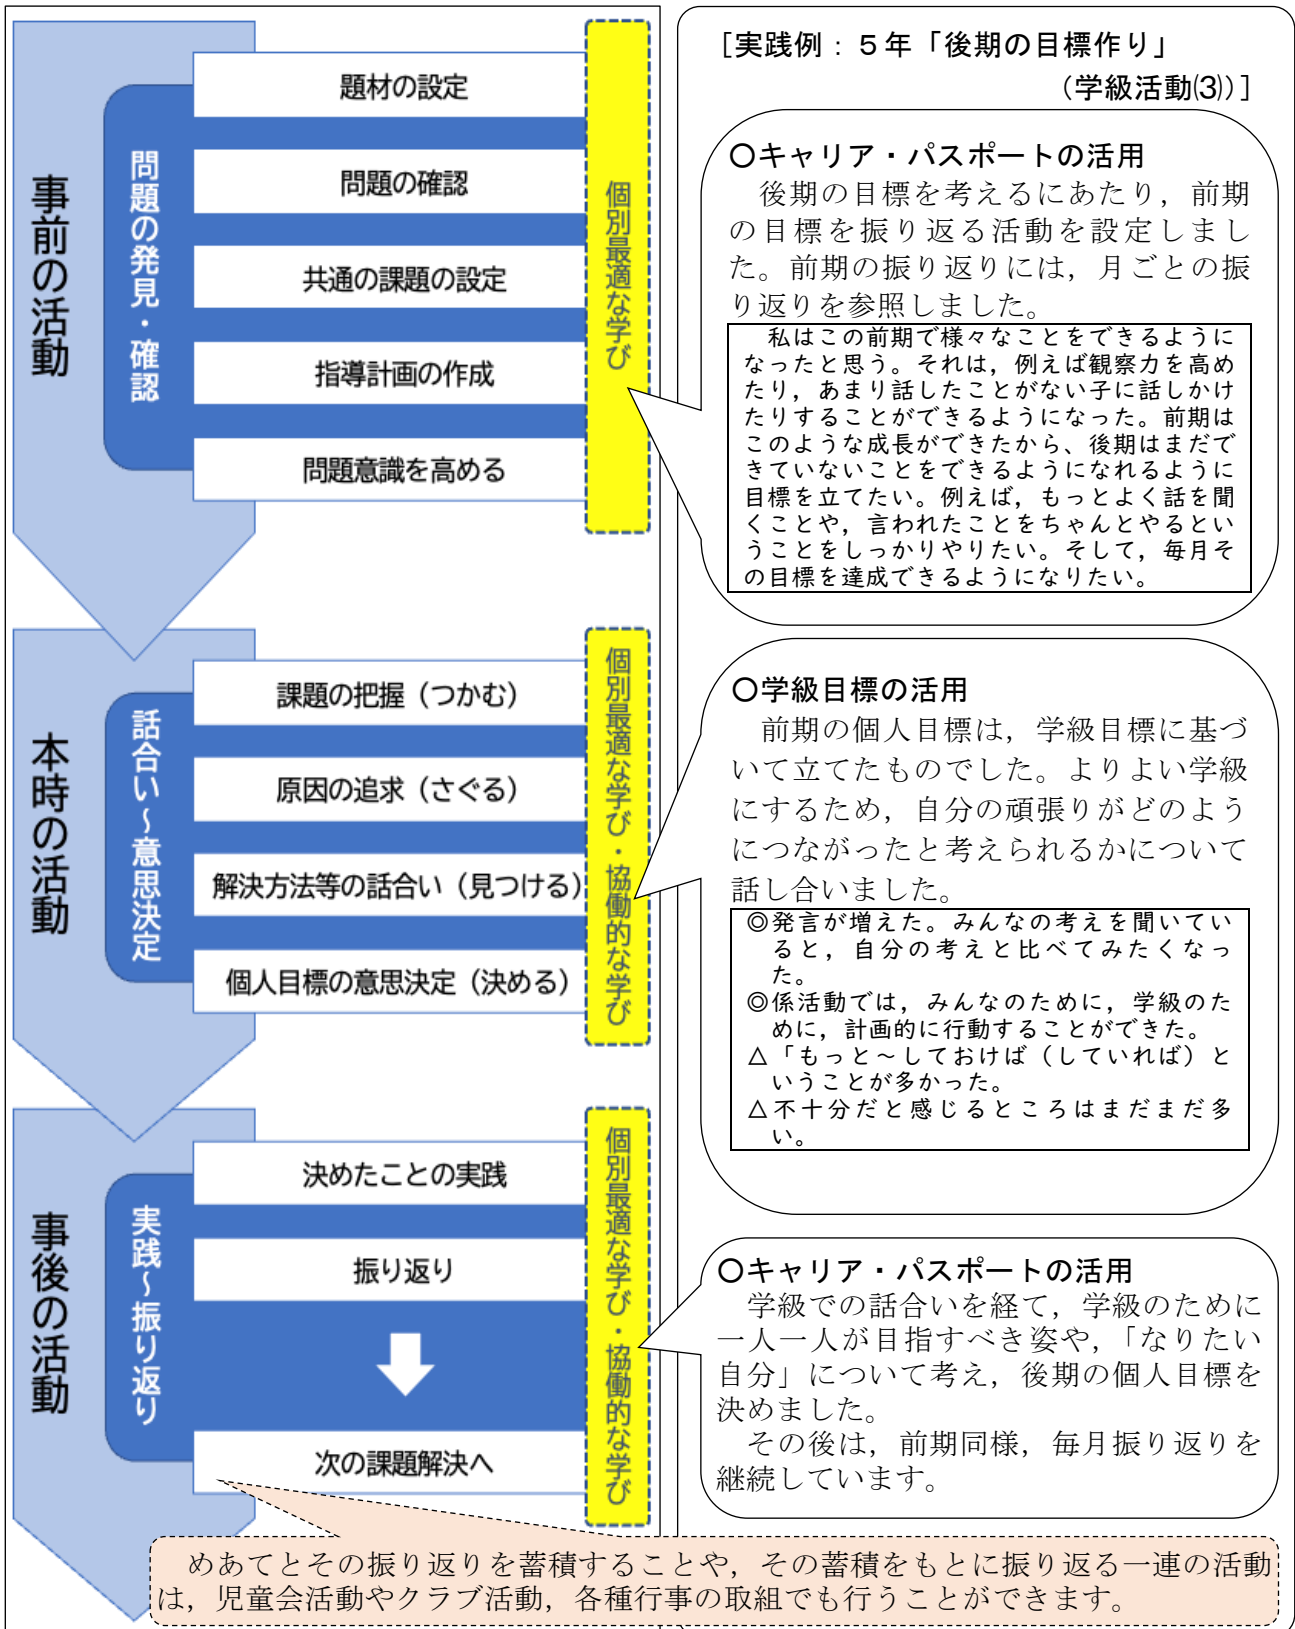 事前の活動
問題の発見・確認
題材の設定
問題の確認
共通の課題の設定
指導計画の作成
問題意識を高める
個別最適な学び
本時の活動
話合い～意思決定
課題の把握（つかむ）
原因の追求（さぐる）
解決方法等の話合い（見つける）
個人目標の意思決定（決める）
個別最適な学び・協働的な学び
事後の活動
実践～振り返り
決めたことの実践
振り返り
次の課題解決へ
個別最適な学び・協働的な学び
［実践例：５年「後期の目標作り」
（学級活動⑶）］
〇キャリア・パスポートの活用
後期の目標を考えるにあたり，前期
の目標を振り返る活動を設定しまし
た。前期の振り返りには，月ごとの振
り返りを参照しました。
私はこの前期で様々なことをできるように
なったと思う。それは，例えば観察力を高め
たり，あまり話したことがない子に話しかけ
たりすることができるようになった。前期は
このような成長ができたから、後期はまだで
きていないことをできるようになれるように
目標を立てたい。例えば，もっとよく話を聞
くことや，言われたことをちゃんとやるとい
うことをしっかりやりたい。そして，毎月そ
の目標を達成できるようになりたい。
〇学級目標の活用
前期の個人目標は，学級目標に基づ
いて立てたものでした。よりよい学級
にするため，自分の頑張りがどのよう
につながったと考えられるかについて
話し合いました。
◎発言が増えた。みんなの考えを聞いてい
ると，自分の考えと比べてみたくなっ
た。
◎係活動では，みんなのために，学級のた
めに，計画的に行動することができた。
△「もっと～しておけば（していれば）と
いうことが多かった。
△不十分だと感じるところはまだまだ多
い。
〇キャリア・パスポートの活用
学級での話合いを経て，学級のために
一人一人が目指すべき姿や，「なりたい
自分」について考え，後期の個人目標を
決めました。
その後は，前期同様，毎月振り返りを
継続しています。
めあてとその振り返りを蓄積することや，その蓄積をもとに振り返る一連の活動
は，児童会活動やクラブ活動，各種行事の取組でも行うことができます。